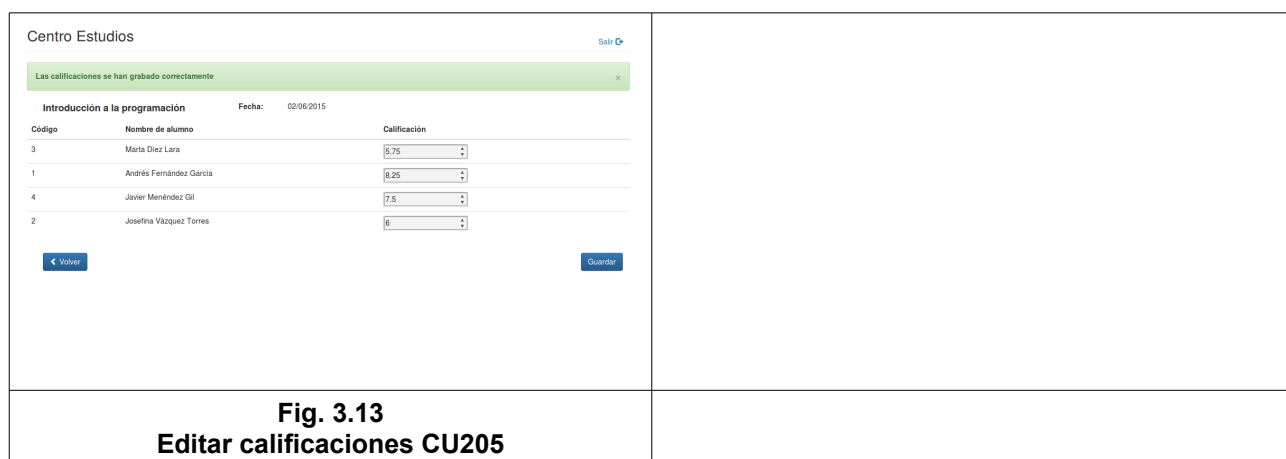 Centro Estudios
Salir
Las calificaciones se han grabado correctamente ×
Introducción a la programación Fecha: 02/06/2015
Código Nombre de alumno Calificación
3 Marta Díez Lara 5.75
1 Andrés Fernández García 8.25
4 Javier Menéndez Gil 7.5
2 Josefina Vázquez Torres 6
Volver Guardar
Fig. 3.13
Editar calificaciones CU205